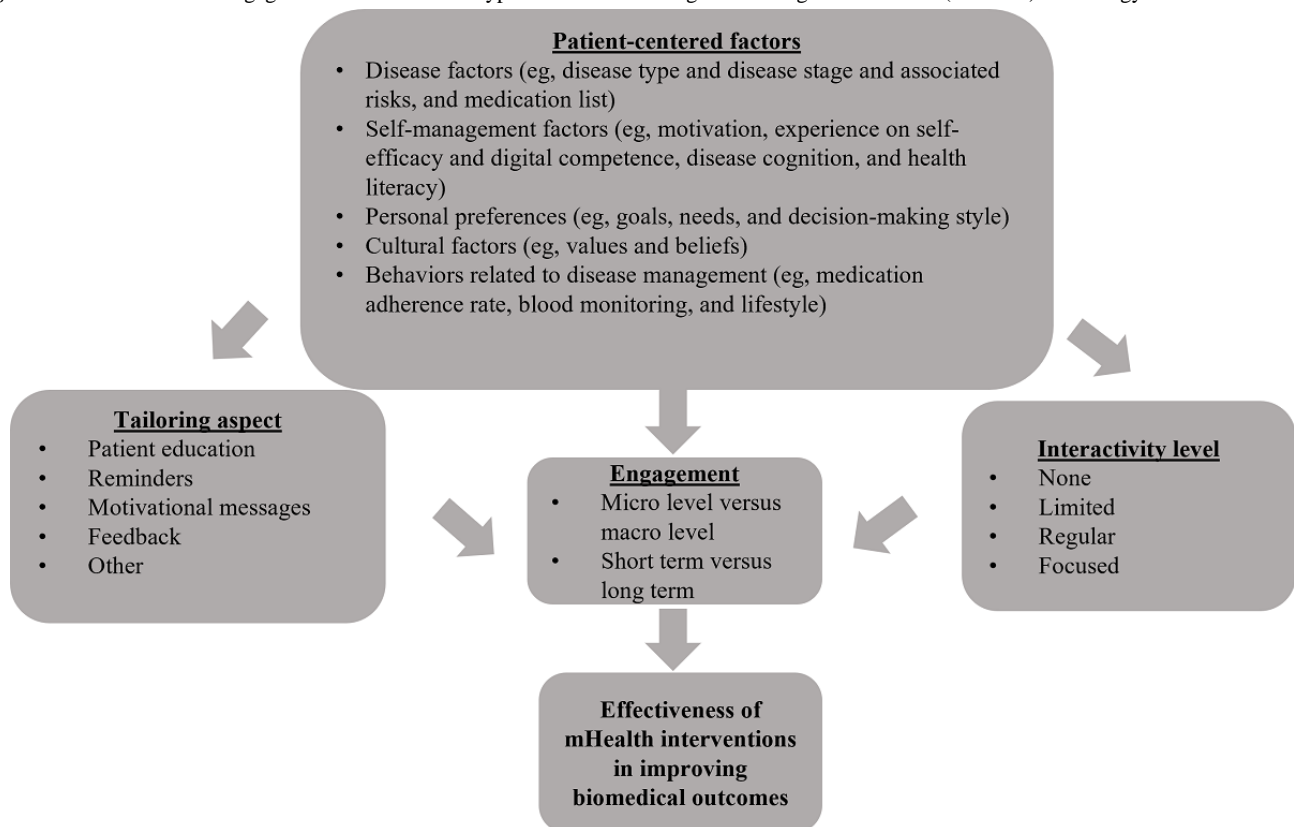 Patient-centered factors
• Disease factors (eg, disease type and disease stage and associated
risks, and medication list)
• Self-management factors (eg, motivation, experience on self-
efficacy and digital competence, disease cognition, and health
literacy)
• Personal preferences (eg, goals, needs, and decision-making style)
• Cultural factors (eg, values and beliefs)
• Behaviors related to disease management (eg, medication
adherence rate, blood monitoring, and lifestyle)
Tailoring aspect
• Patient education
• Reminders
• Motivational messages
• Feedback
• Other
Engagement
• Micro level versus
macro level
• Short term versus
long term
Interactivity level
• None
• Limited
• Regular
• Focused
Effectiveness of
mHealth interventions
in improving
biomedical outcomes